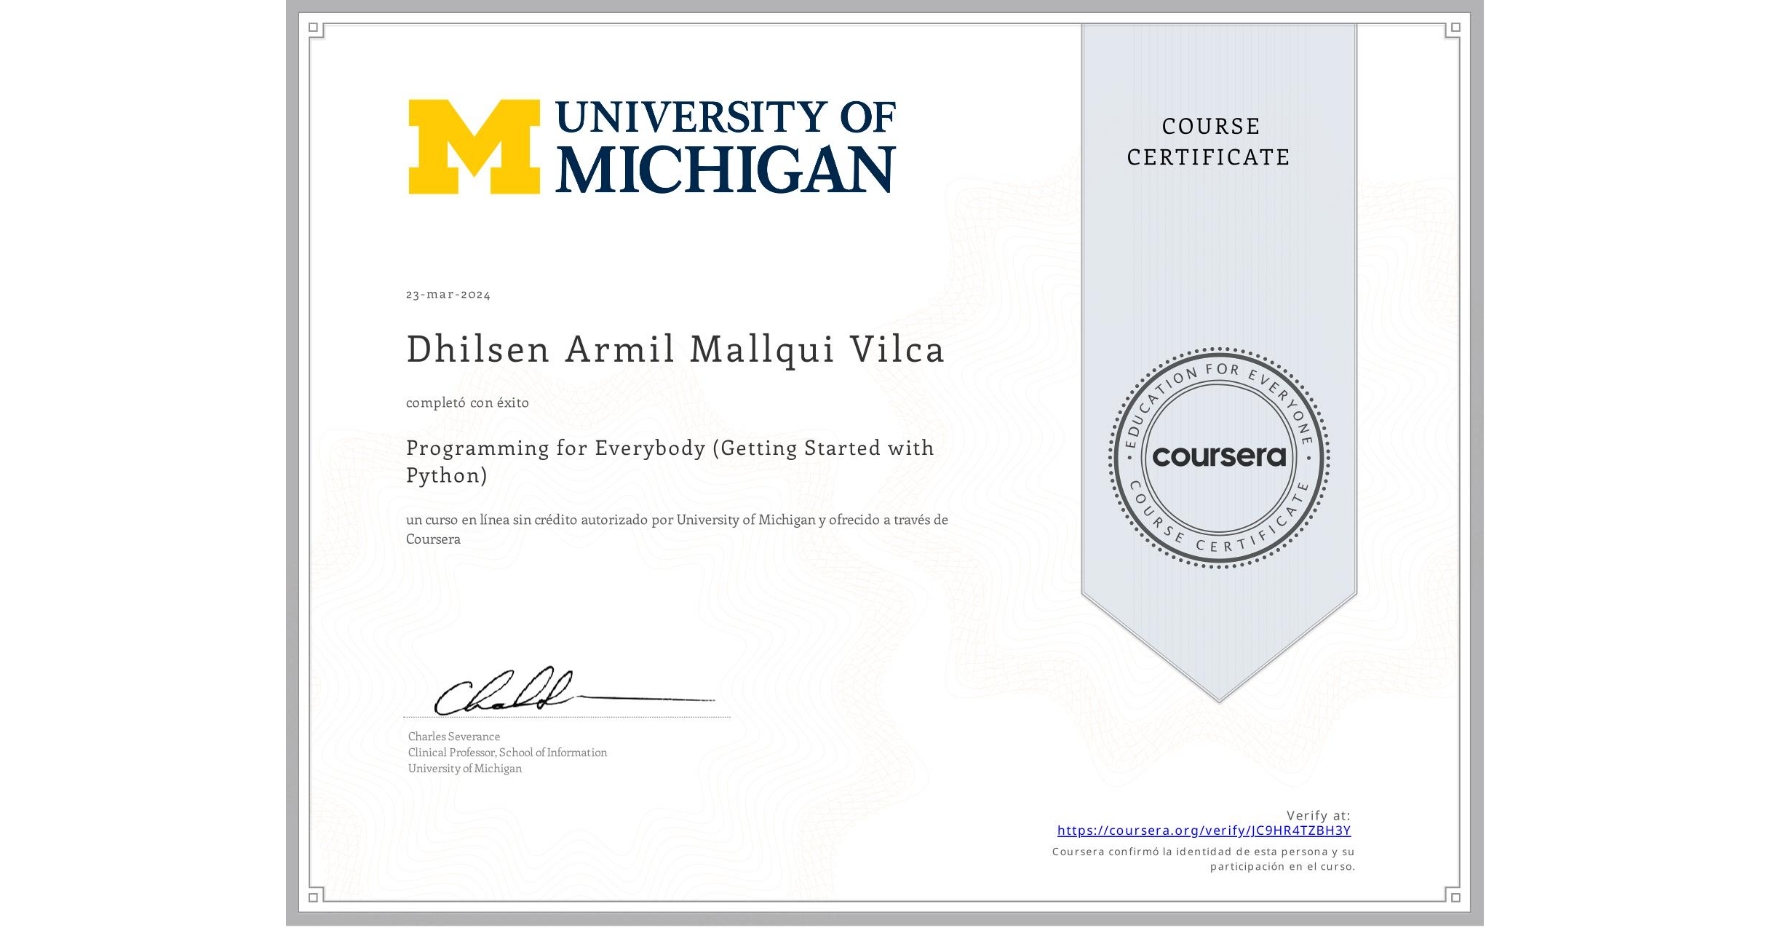 UNIVERSITY OF
MICHIGAN
COURSE
CERTIFICATE
23-mar-2024
Dhilsen Armil Mallqui Vilca
completó con éxito
Programming for Everybody (Getting Started with
Python)
un curso en línea sin crédito autorizado por University of Michigan y ofrecido a través de
Coursera
EDUCATION FOR EVERYONE
coursera
COURSE CERTIFICATE
Charles Severance
Clinical Professor, School of Information
University of Michigan
Verify at:
https://coursera.org/verify/JC9HR4TZBH3Y
Coursera confirmó la identidad de esta persona y su
participación en el curso.